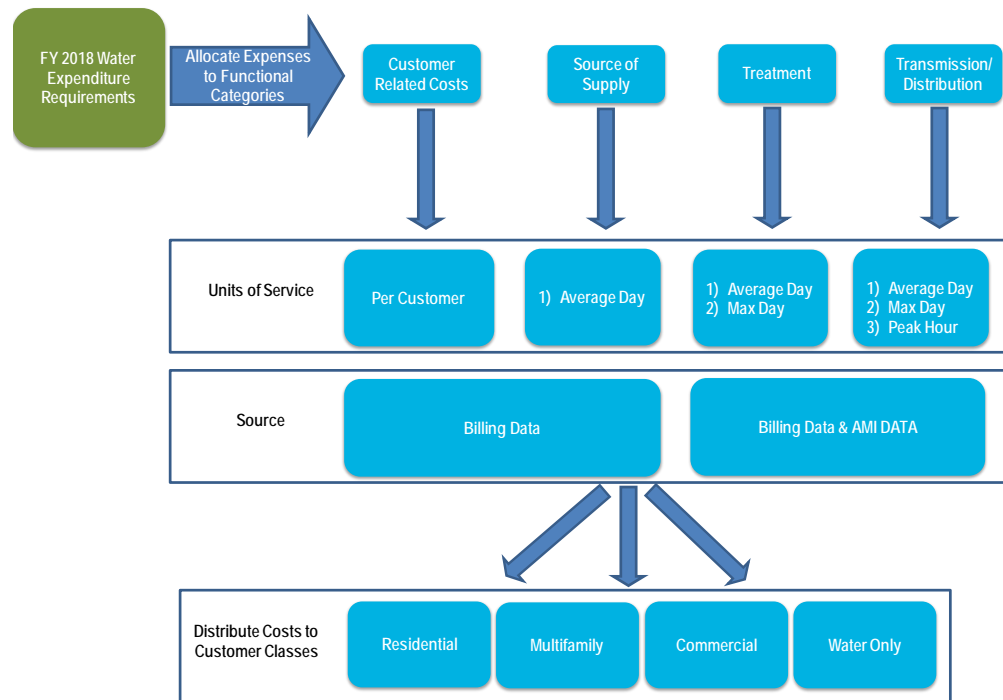 FY 2018 Water
Expenditure
Requirements
Allocate Expenses
to Functional
Categories
Customer
Related Costs
Source of
Supply
Treatment
Transmission/
Distribution
Units of Service
Per Customer
1) Average Day
1) Average Day
2) Max Day
1) Average Day
2) Max Day
3) Peak Hour
Source
Billing Data
Billing Data & AMI DATA
Distribute Costs to
Customer Classes
Residential
Multifamily
Commercial
Water Only